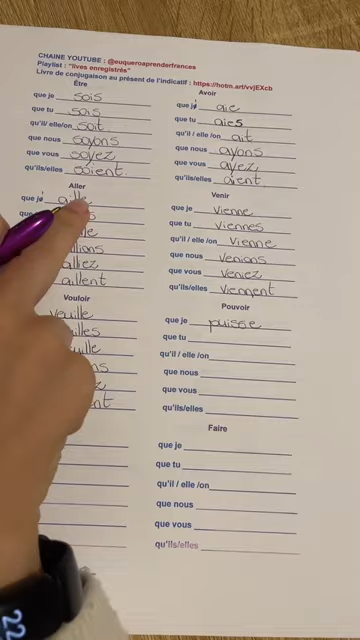 CHAINE YOUTUBE : @euqueroaprenderfrances
Playlist : "lives enregistrés"
Livre de conjugaison au présent de l'indicatif : https://hotm.art/vvjEXcb
Être
que je sois
que tu sois
qu'il/ elle/on soit
que nous soyons
que vous soyez
qu'ils/elles soient
Avoir
que j' aie
que tu aies
qu'il / elle /on ait
que nous ayons
que vous ayez
qu'ils/elles aient
Aller
que j' aille
lions
alliez
aillent
Venir
que je vienne
que tu viennes
qu'il / elle /on vienne
que nous venions
que vous veniez
qu'ils/elles viennent
Vouloir
veuille
Pouvoir
que je puisse
que tu
qu'il / elle /on
que nous
que vous
qu'ils/elles
Faire
que je
que tu
qu'il / elle /on
que nous
que vous
qu'ils/elles
22